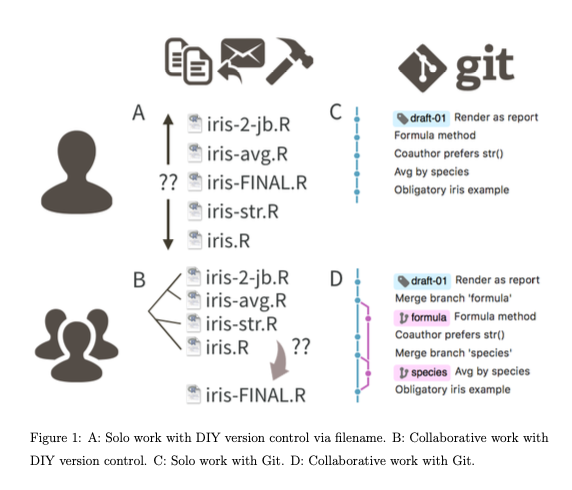 git
A
iris-2-jb.R
iris-avg.R
?? iris-FINAL.R
iris-str.R
iris.R
C
draft-01 Render as report
Formula method
Coauthor prefers str()
Avg by species
Obligatory iris example
B
iris-2-jb.R
iris-avg.R
iris-str.R
iris.R ??
iris-FINAL.R
D
draft-01 Render as report
Merge branch 'formula'
formula Formula method
Coauthor prefers str()
Merge branch 'species'
species Avg by species
Obligatory iris example
Figure 1: A: Solo work with DIY version control via filename. B: Collaborative work with
DIY version control. C: Solo work with Git. D: Collaborative work with Git.